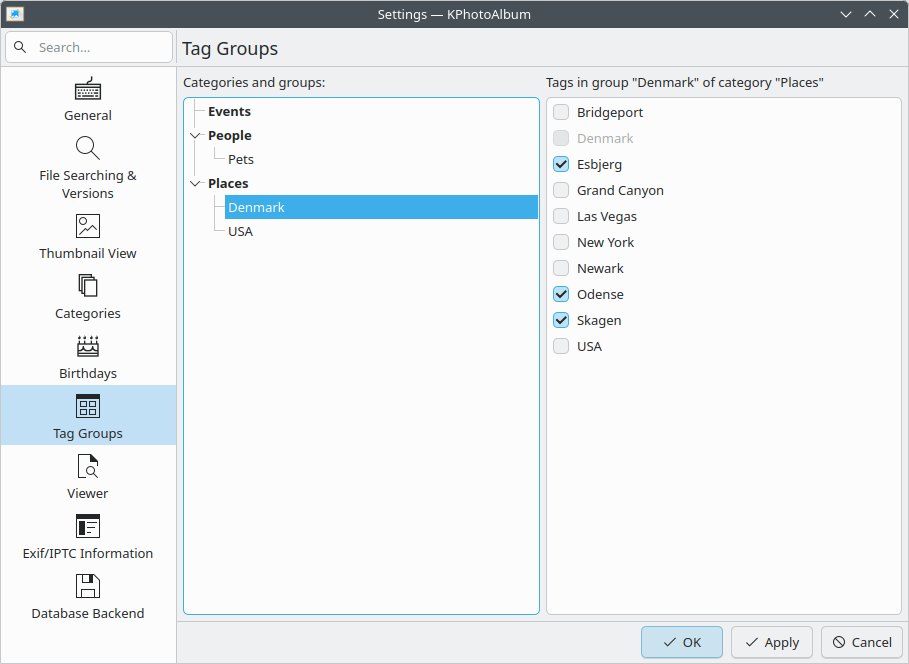 Settings — KPhotoAlbum
Search...
Tag Groups
General
File Searching &
Versions
Thumbnail View
Categories
Birthdays
Tag Groups
Viewer
Exif/IPTC Information
Database Backend
Categories and groups:
Events
People
Pets
Places
Denmark
USA
Tags in group "Denmark" of category "Places"
Bridgeport
Denmark
Esbjerg
Grand Canyon
Las Vegas
New York
Newark
Odense
Skagen
USA
OK
Apply
Cancel